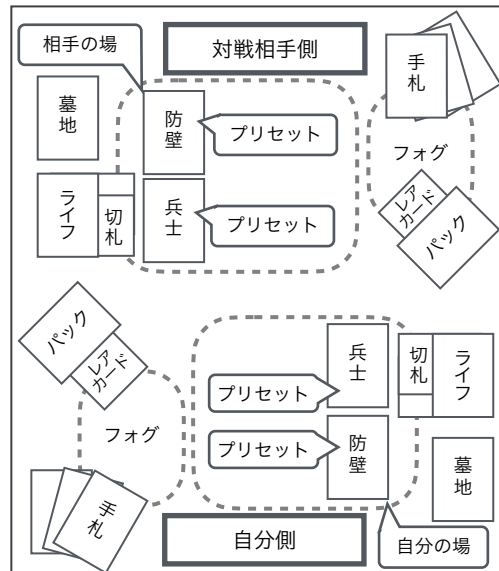 相手の場
対戦相手側
手札
墓地
防壁
プリセット
フォグ
ライフ
切札
兵士
プリセット
レア
カード
パック
パック
レア
カード
兵士
切札
ライフ
プリセット
フォグ
プリセット
防壁
墓地
手札
自分側
自分の場